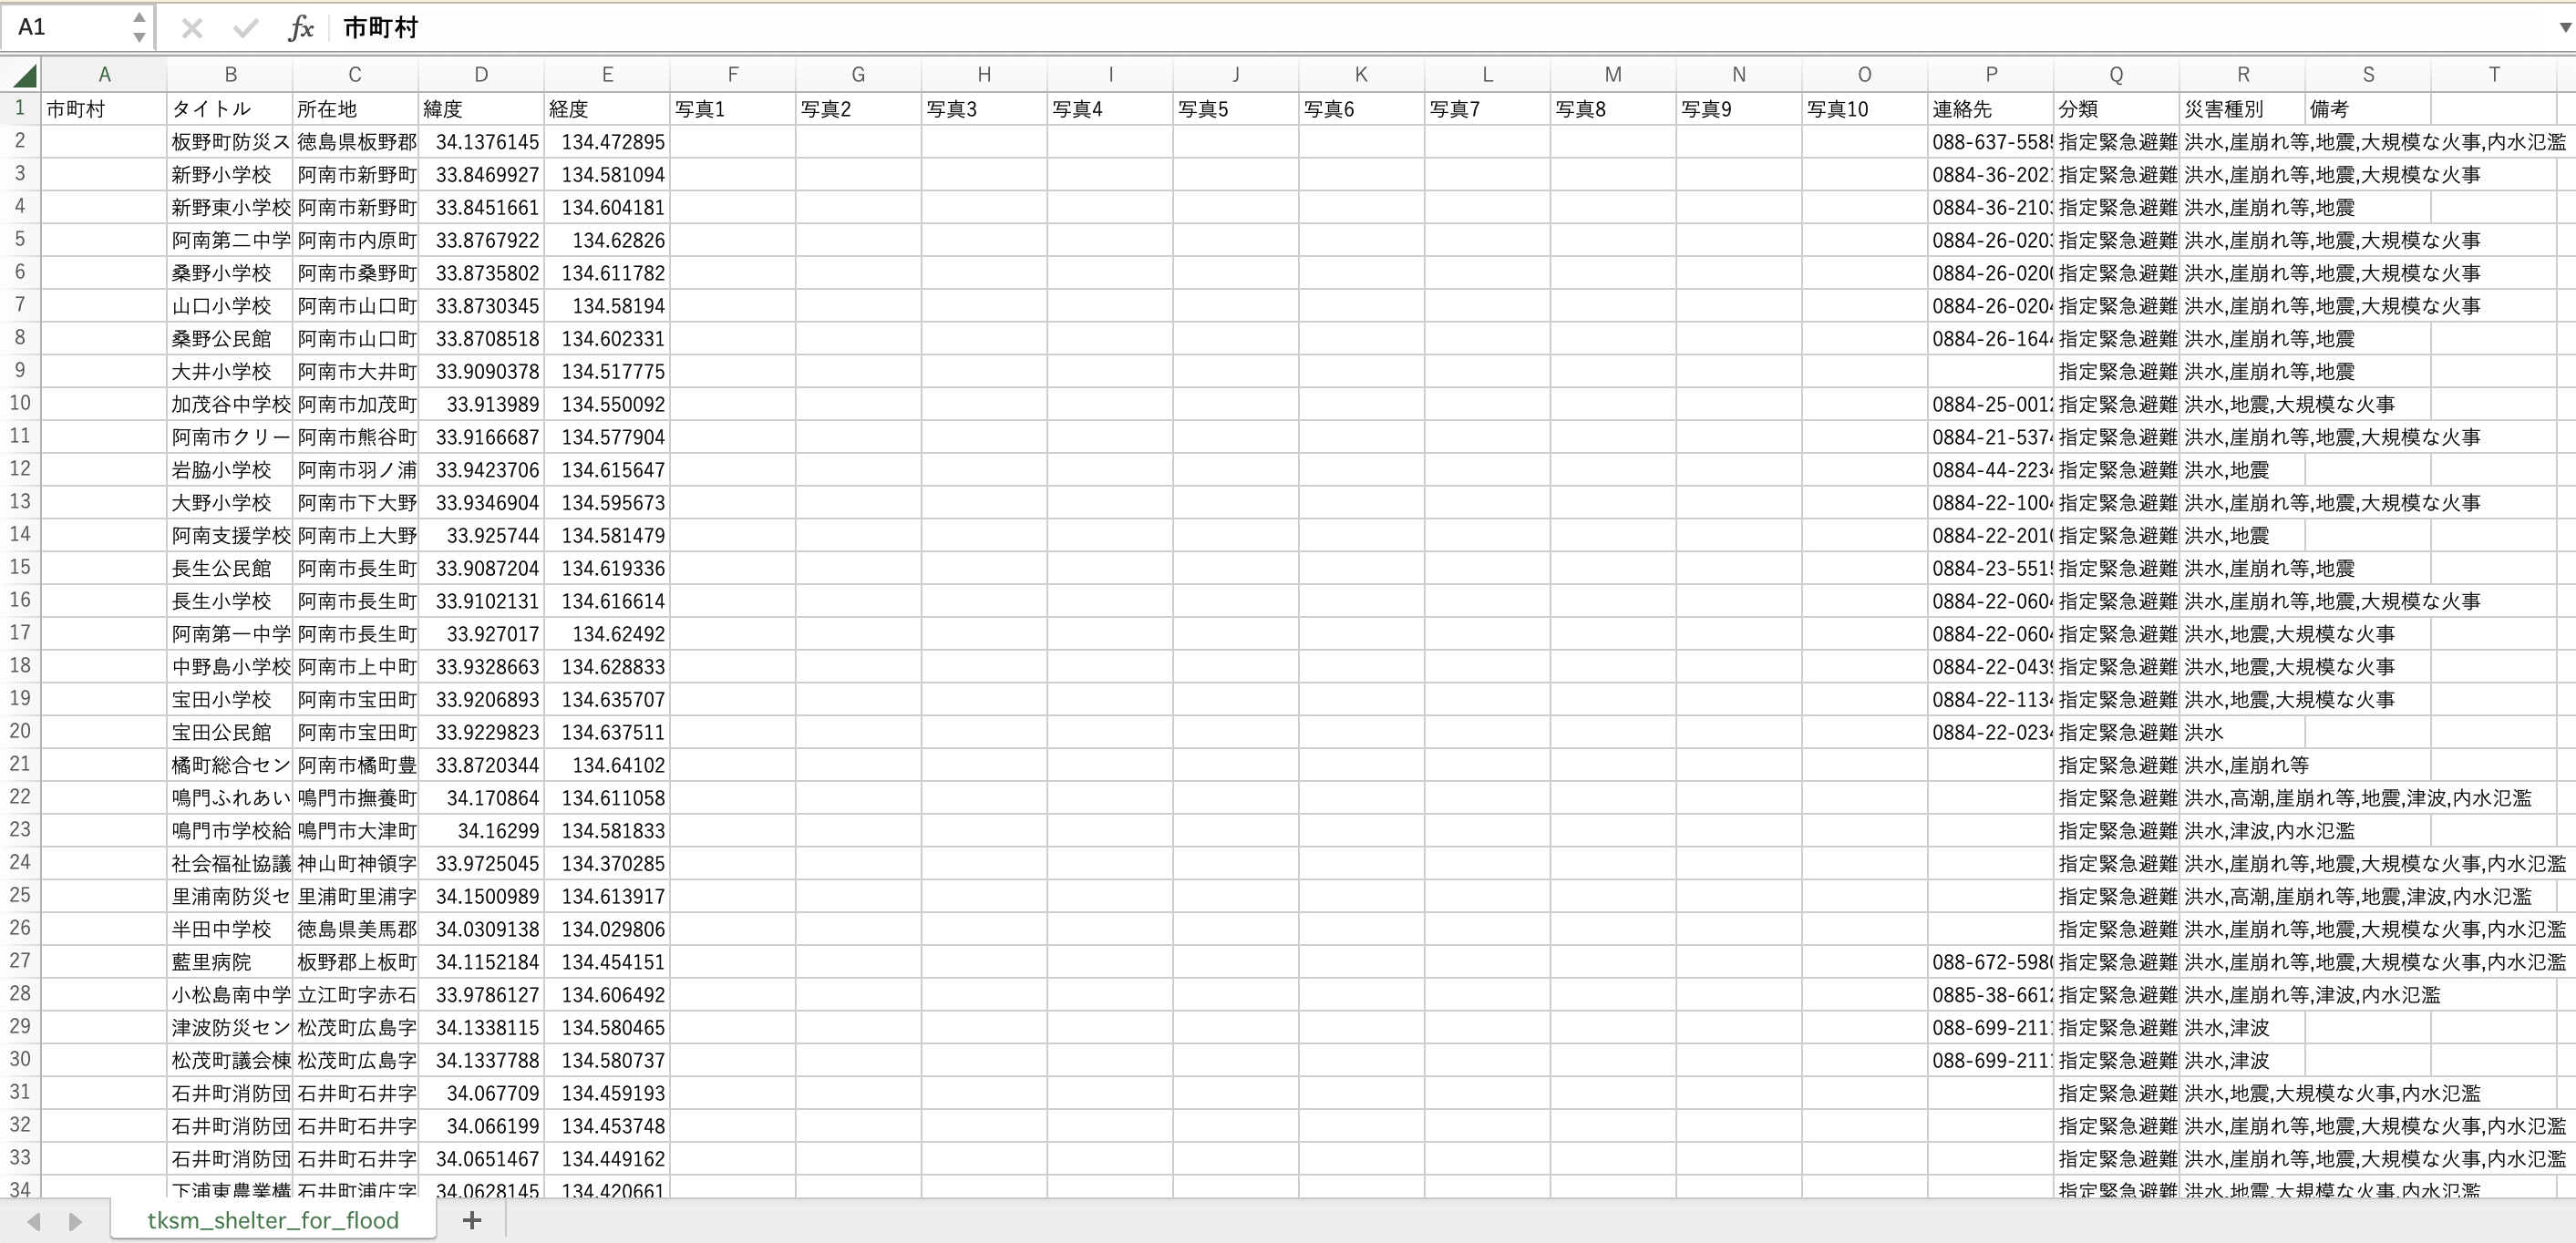 A1 fx 市町村
A B C D E F G H I J K L M N O P Q R S T
1 市町村 タイトル 所在地 緯度 経度 写真1 写真2 写真3 写真4 写真5 写真6 写真7 写真8 写真9 写真10 連絡先 分類 災害種別 備考
2 板野町防災ス 徳島県板野郡 34.1376145 134.472895 088-637-5585 指定緊急避難 洪水,崖崩れ等,地震,大規模な火事,内水氾濫
3 新野小学校 阿南市新野町 33.8469927 134.581094 0884-36-2021 指定緊急避難 洪水,崖崩れ等,地震,大規模な火事
4 新野東小学校 阿南市新野町 33.8451661 134.604181 0884-36-2103 指定緊急避難 洪水,崖崩れ等,地震
5 阿南第二中学 阿南市内原町 33.8767922 134.62826 0884-26-0203 指定緊急避難 洪水,崖崩れ等,地震,大規模な火事
6 桑野小学校 阿南市桑野町 33.8735802 134.611782 0884-26-0200 指定緊急避難 洪水,崖崩れ等,地震,大規模な火事
7 山口小学校 阿南市山口町 33.8730345 134.58194 0884-26-0204 指定緊急避難 洪水,崖崩れ等,地震,大規模な火事
8 桑野公民館 阿南市山口町 33.8708518 134.602331 0884-26-1644 指定緊急避難 洪水,崖崩れ等,地震
9 大井小学校 阿南市大井町 33.9090378 134.517775 指定緊急避難 洪水,崖崩れ等,地震
10 加茂谷中学校 阿南市加茂町 33.913989 134.550092 0884-25-0012 指定緊急避難 洪水,地震,大規模な火事
11 阿南市クリー 阿南市熊谷町 33.9166687 134.577904 0884-21-5374 指定緊急避難 洪水,崖崩れ等,地震,大規模な火事
12 岩脇小学校 阿南市羽ノ浦 33.9423706 134.615647 0884-44-2234 指定緊急避難 洪水,地震
13 大野小学校 阿南市下大野 33.9346904 134.595673 0884-22-1004 指定緊急避難 洪水,崖崩れ等,地震,大規模な火事
14 阿南支援学校 阿南市上大野 33.925744 134.581479 0884-22-2010 指定緊急避難 洪水,地震
15 長生公民館 阿南市長生町 33.9087204 134.619336 0884-23-5515 指定緊急避難 洪水,崖崩れ等,地震
16 長生小学校 阿南市長生町 33.9102131 134.616614 0884-22-0604 指定緊急避難 洪水,崖崩れ等,地震,大規模な火事
17 阿南第一中学 阿南市長生町 33.927017 134.62492 0884-22-0604 指定緊急避難 洪水,地震,大規模な火事
18 中野島小学校 阿南市上中町 33.9328663 134.628833 0884-22-0439 指定緊急避難 洪水,地震,大規模な火事
19 宝田小学校 阿南市宝田町 33.9206893 134.635707 0884-22-1134 指定緊急避難 洪水,地震,大規模な火事
20 宝田公民館 阿南市宝田町 33.9229823 134.637511 0884-22-0234 指定緊急避難 洪水
21 橘町総合セン 阿南市橘町豊 33.8720344 134.64102 指定緊急避難 洪水,崖崩れ等
22 鳴門ふれあい 鳴門市撫養町 34.170864 134.611058 指定緊急避難 洪水,高潮,崖崩れ等,地震,津波,内水氾濫
23 鳴門市学校給 鳴門市大津町 34.16299 134.581833 指定緊急避難 洪水,津波,内水氾濫
24 社会福祉協議 神山町神領字 33.9725045 134.370285 指定緊急避難 洪水,崖崩れ等,地震,大規模な火事,内水氾濫
25 里浦南防災セ 里浦町里浦字 34.1500989 134.613917 指定緊急避難 洪水,高潮,崖崩れ等,地震,津波,内水氾濫
26 半田中学校 徳島県美馬郡 34.0309138 134.029806 指定緊急避難 洪水,崖崩れ等,地震,大規模な火事,内水氾濫
27 藍里病院 板野郡上板町 34.1152184 134.454151 088-672-5980 指定緊急避難 洪水,崖崩れ等,地震,大規模な火事,内水氾濫
28 小松島南中学 立江町字赤石 33.9786127 134.606492 0885-38-6612 指定緊急避難 洪水,崖崩れ等,津波,内水氾濫
29 津波防災セン 松茂町広島字 34.1338115 134.580465 088-699-2111 指定緊急避難 洪水,津波
30 松茂町議会棟 松茂町広島字 34.1337788 134.580737 088-699-2111 指定緊急避難 洪水,津波
31 石井町消防団 石井町石井字 34.067709 134.459193 指定緊急避難 洪水,地震,大規模な火事,内水氾濫
32 石井町消防団 石井町石井字 34.066199 134.453748 指定緊急避難 洪水,崖崩れ等,地震,大規模な火事,内水氾濫
33 石井町消防団 石井町石井字 34.0651467 134.449162 指定緊急避難 洪水,崖崩れ等,地震,大規模な火事,内水氾濫
34 下浦東農業構 石井町浦庄字 34.0628145 134.420661 指定緊急避難 洪水,地震,大規模な火事,内水氾濫
tksm_shelter_for_flood +